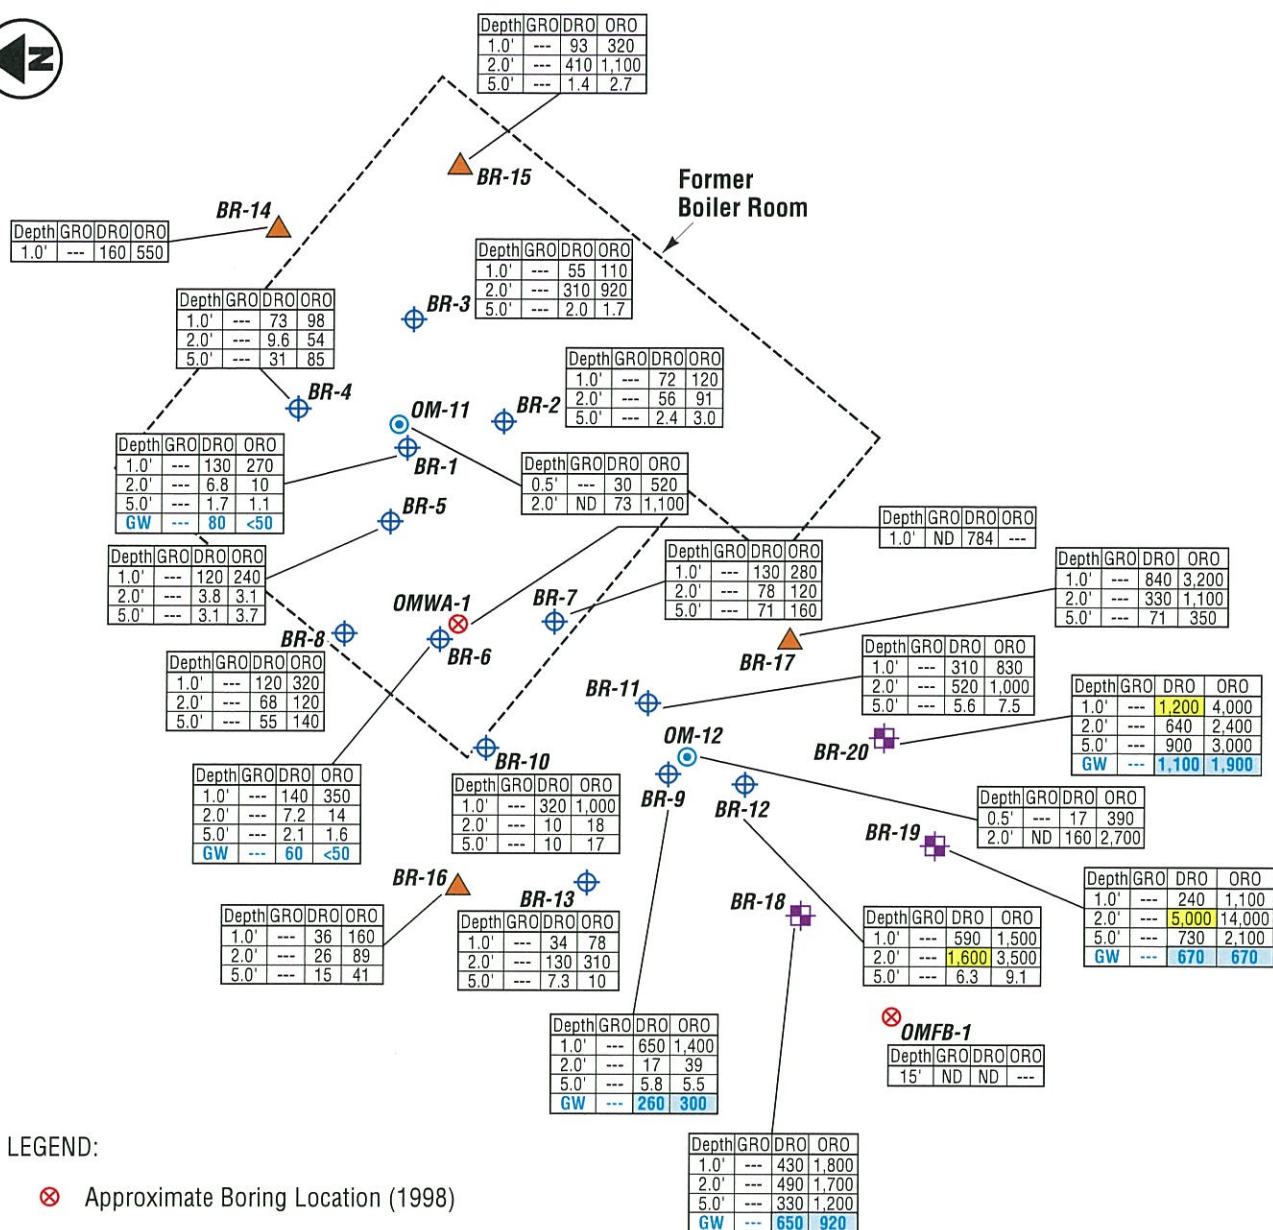 N
Depth GRO DRO ORO
1.0' --- 93 320
2.0' --- 410 1,100
5.0' --- 1.4 2.7
BR-15
Former
Boiler Room
BR-14
Depth GRO DRO ORO
1.0' --- 160 550
Depth GRO DRO ORO
1.0' --- 55 110
2.0' --- 310 920
5.0' --- 2.0 1.7
BR-3
Depth GRO DRO ORO
1.0' --- 73 98
2.0' --- 9.6 54
5.0' --- 31 85
BR-4
Depth GRO DRO ORO
1.0' --- 72 120
2.0' --- 56 91
5.0' --- 2.4 3.0
BR-2
OM-11
BR-1
Depth GRO DRO ORO
1.0' --- 130 270
2.0' --- 6.8 10
5.0' --- 1.7 1.1
GW --- 80 <50
Depth GRO DRO ORO
0.5' --- 30 520
2.0' ND 73 1,100
BR-5
Depth GRO DRO ORO
1.0' ND 784 ---
Depth GRO DRO ORO
1.0' --- 120 240
2.0' --- 3.8 3.1
5.0' --- 3.1 3.7
Depth GRO DRO ORO
1.0' --- 130 280
2.0' --- 78 120
5.0' --- 71 160
Depth GRO DRO ORO
1.0' --- 840 3,200
2.0' --- 330 1,100
5.0' --- 71 350
OMWA-1
BR-7
BR-8
BR-6
BR-17
Depth GRO DRO ORO
1.0' --- 120 320
2.0' --- 68 120
5.0' --- 55 140
Depth GRO DRO ORO
1.0' --- 310 830
2.0' --- 520 1,000
5.0' --- 5.6 7.5
BR-11
Depth GRO DRO ORO
1.0' --- 1,200 4,000
2.0' --- 640 2,400
5.0' --- 900 3,000
GW --- 1,100 1,900
OM-12
BR-20
BR-10
BR-9
BR-12
Depth GRO DRO ORO
1.0' --- 140 350
2.0' --- 7.2 14
5.0' --- 2.1 1.6
GW --- 60 <50
Depth GRO DRO ORO
1.0' --- 320 1,000
2.0' --- 10 18
5.0' --- 10 17
Depth GRO DRO ORO
0.5' --- 17 390
2.0' ND 160 2,700
BR-19
BR-16
BR-13
BR-18
Depth GRO DRO ORO
1.0' --- 240 1,100
2.0' --- 5,000 14,000
5.0' --- 730 2,100
GW --- 670 670
Depth GRO DRO ORO
1.0' --- 36 160
2.0' --- 26 89
5.0' --- 15 41
Depth GRO DRO ORO
1.0' --- 34 78
2.0' --- 130 310
5.0' --- 7.3 10
Depth GRO DRO ORO
1.0' --- 590 1,500
2.0' --- 1,600 3,500
5.0' --- 6.3 9.1
OMFB-1
Depth GRO DRO ORO
15' ND ND ---
Depth GRO DRO ORO
1.0' --- 650 1,400
2.0' --- 17 39
5.0' --- 5.8 5.5
GW --- 260 300
Depth GRO DRO ORO
1.0' --- 430 1,800
2.0' --- 490 1,700
5.0' --- 330 1,200
GW --- 650 920
LEGEND:
Approximate Boring Location (1998)